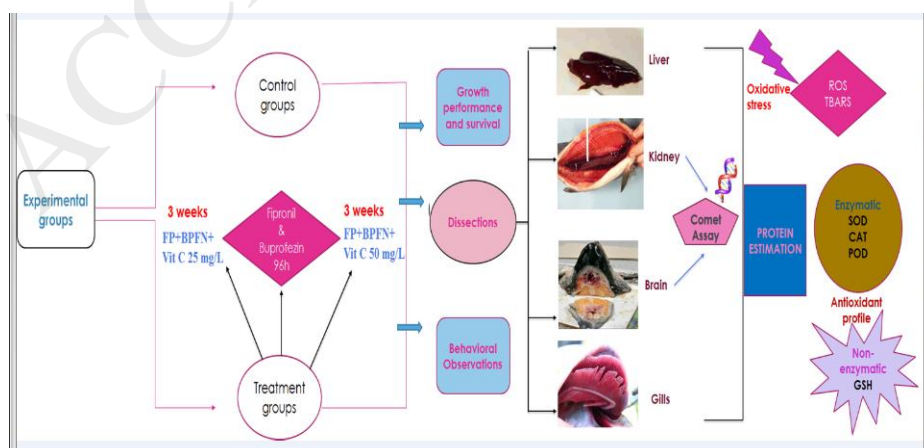 ACC
Experimental
groups
Control
groups
3 weeks
FP+BPFN+
Vit C 25 mg/L
Fipronil
&
Buprofezin
96h
3 weeks
FP+BPFN+
Vit C 50 mg/L
Treatment
groups
Growth
performance
and survival
Dissections
Behavioral
Observations
Liver
Kidney
Brain
Gills
Comet
Assay
Oxidative
stress
ROS
TBARS
PROTEIN
ESTIMATION
Enzymatic
SOD
CAT
POD
Antioxidant
profile
Non-
enzymatic
GSH